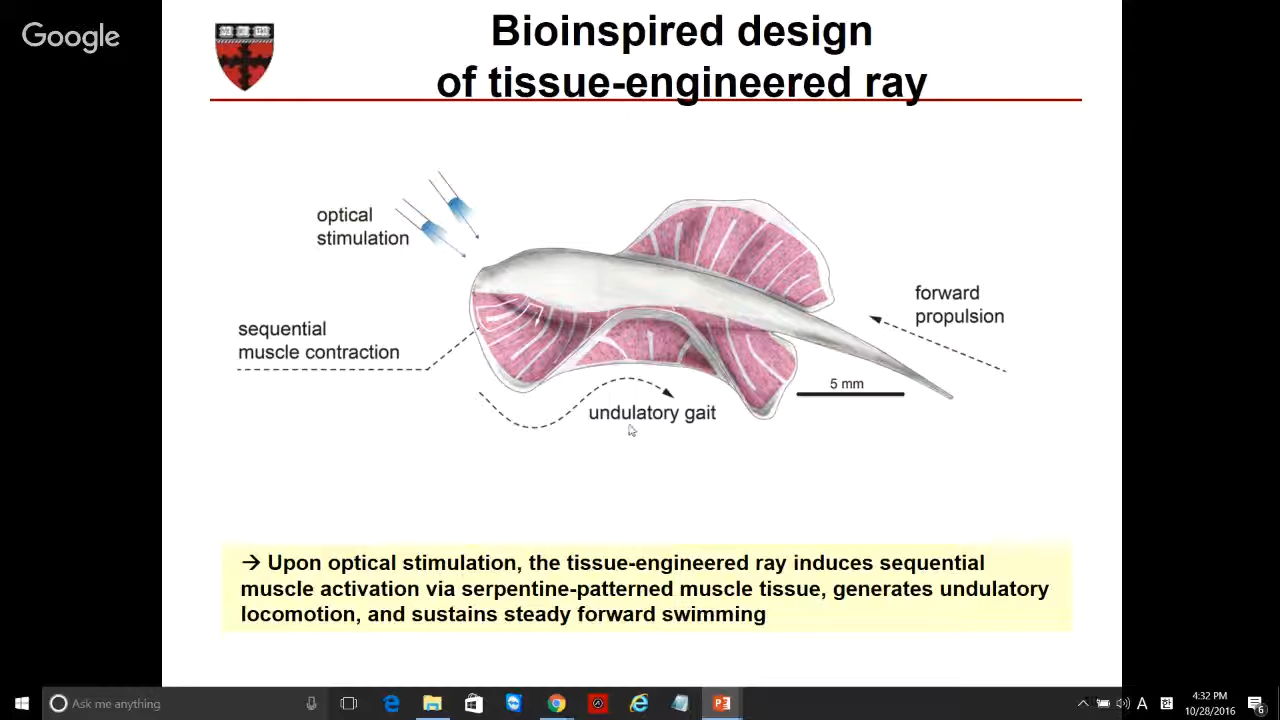 Google
Bioinspired design
of tissue-engineered ray
optical
stimulation
sequential
muscle contraction
undulatory gait
forward
propulsion
5 mm
→ Upon optical stimulation, the tissue-engineered ray induces sequential
muscle activation via serpentine-patterned muscle tissue, generates undulatory
locomotion, and sustains steady forward swimming
Ask me anything
A
4:32 PM
10/28/2016
6